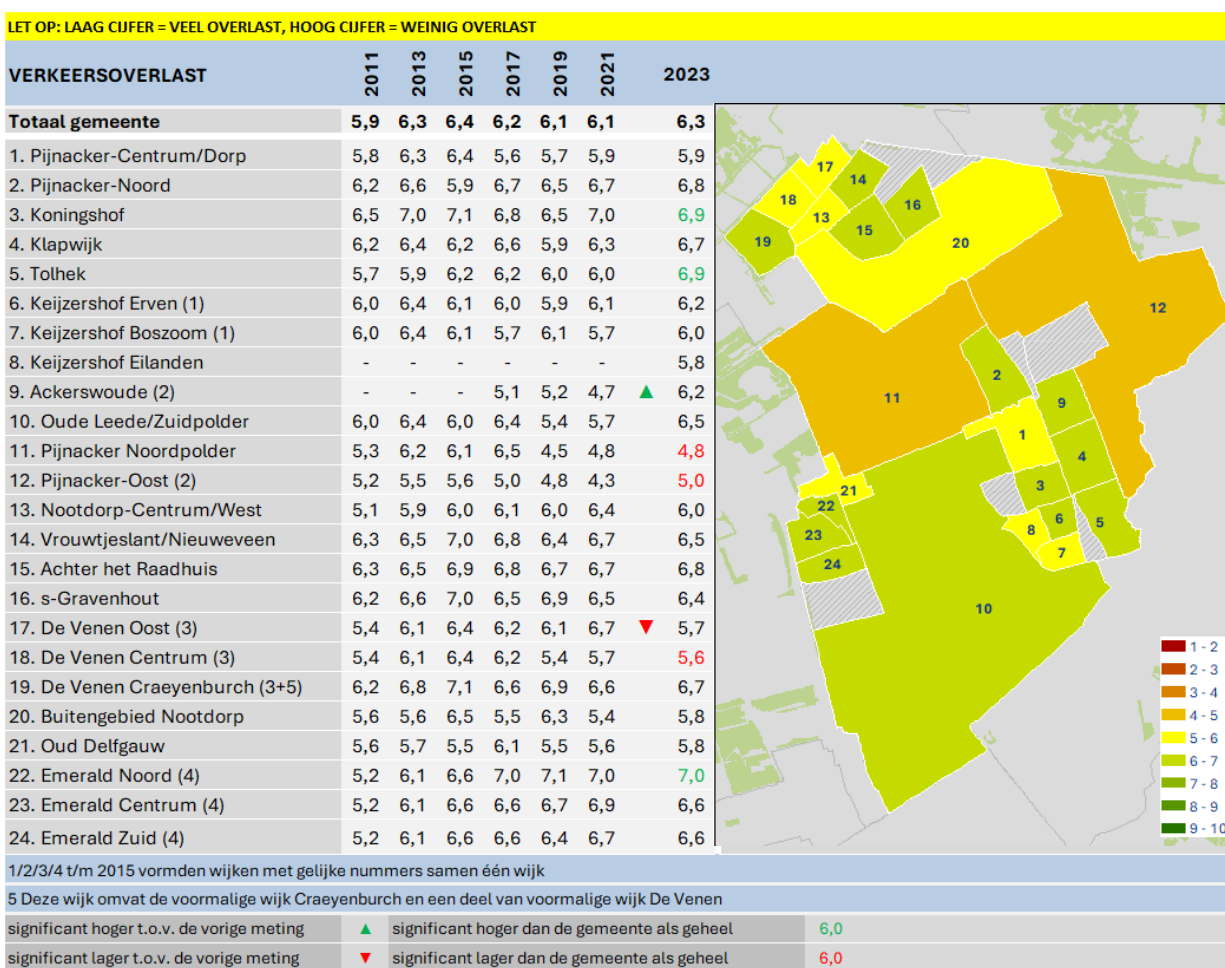 LET OP: LAAG CIJFER = VEEL OVERLAST, HOOG CIJFER = WEINIG OVERLAST
VERKEERSOVERLAST 2011 2013 2015 2017 2019 2021 2023
Totaal gemeente 5,9 6,3 6,4 6,2 6,1 6,1 6,3
1. Pijnacker-Centrum/Dorp 5,8 6,3 6,4 5,6 5,7 5,9 5,9
2. Pijnacker-Noord 6,2 6,6 5,9 6,7 6,5 6,7 6,8
3. Koningshof 6,5 7,0 7,1 6,8 6,5 7,0 6,9
4. Klapwijk 6,2 6,4 6,2 6,6 5,9 6,3 6,7
5. Tolhek 5,7 5,9 6,2 6,2 6,0 6,0 6,9
6. Keijzershof Erven (1) 6,0 6,4 6,1 6,0 5,9 6,1 6,2
7. Keijzershof Boszoom (1) 6,0 6,4 6,1 5,7 6,1 5,7 6,0
8. Keijzershof Eilanden - - - - - - 5,8
9. Ackerswoude (2) - - - 5,1 5,2 4,7 ▲ 6,2
10. Oude Leede/Zuidpolder 6,0 6,4 6,0 6,4 5,4 5,7 6,5
11. Pijnacker Noordpolder 5,3 6,2 6,1 6,5 4,5 4,8 4,8
12. Pijnacker-Oost (2) 5,2 5,5 5,6 5,0 4,8 4,3 5,0
13. Nootdorp-Centrum/West 5,1 5,9 6,0 6,1 6,0 6,4 6,0
14. Vrouwtjeslant/Nieuweveen 6,3 6,5 7,0 6,8 6,4 6,7 6,5
15. Achter het Raadhuis 6,3 6,5 6,9 6,8 6,7 6,7 6,8
16. s-Gravenhout 6,2 6,6 7,0 6,5 6,9 6,5 6,4
17. De Venen Oost (3) 5,4 6,1 6,4 6,2 6,1 6,7 ▼ 5,7
18. De Venen Centrum (3) 5,4 6,1 6,4 6,2 5,4 5,7 5,6
19. De Venen Craeyenburch (3+5) 6,2 6,8 7,1 6,6 6,9 6,6 6,7
20. Buitengebied Nootdorp 5,6 5,6 6,5 5,5 6,3 5,4 5,8
21. Oud Delfgauw 5,6 5,7 5,5 6,1 5,5 5,6 5,8
22. Emerald Noord (4) 5,2 6,1 6,6 7,0 7,1 7,0 7,0
23. Emerald Centrum (4) 5,2 6,1 6,6 6,6 6,7 6,9 6,6
24. Emerald Zuid (4) 5,2 6,1 6,6 6,6 6,4 6,7 6,6
17
14
18
16
13
15
19
20
12
2
11
9
1
4
3
21
22
6
5
8
23
7
24
10
1 - 2
2 - 3
3 - 4
4 - 5
5 - 6
6 - 7
7 - 8
8 - 9
9 - 10
1/2/3/4 t/m 2015 vormden wijken met gelijke nummers samen één wijk
5 Deze wijk omvat de voormalige wijk Craeyenburch en een deel van voormalige wijk De Venen
significant hoger t.o.v. de vorige meting ▲ significant hoger dan de gemeente als geheel 6,0
significant lager t.o.v. de vorige meting ▼ significant lager dan de gemeente als geheel 6,0